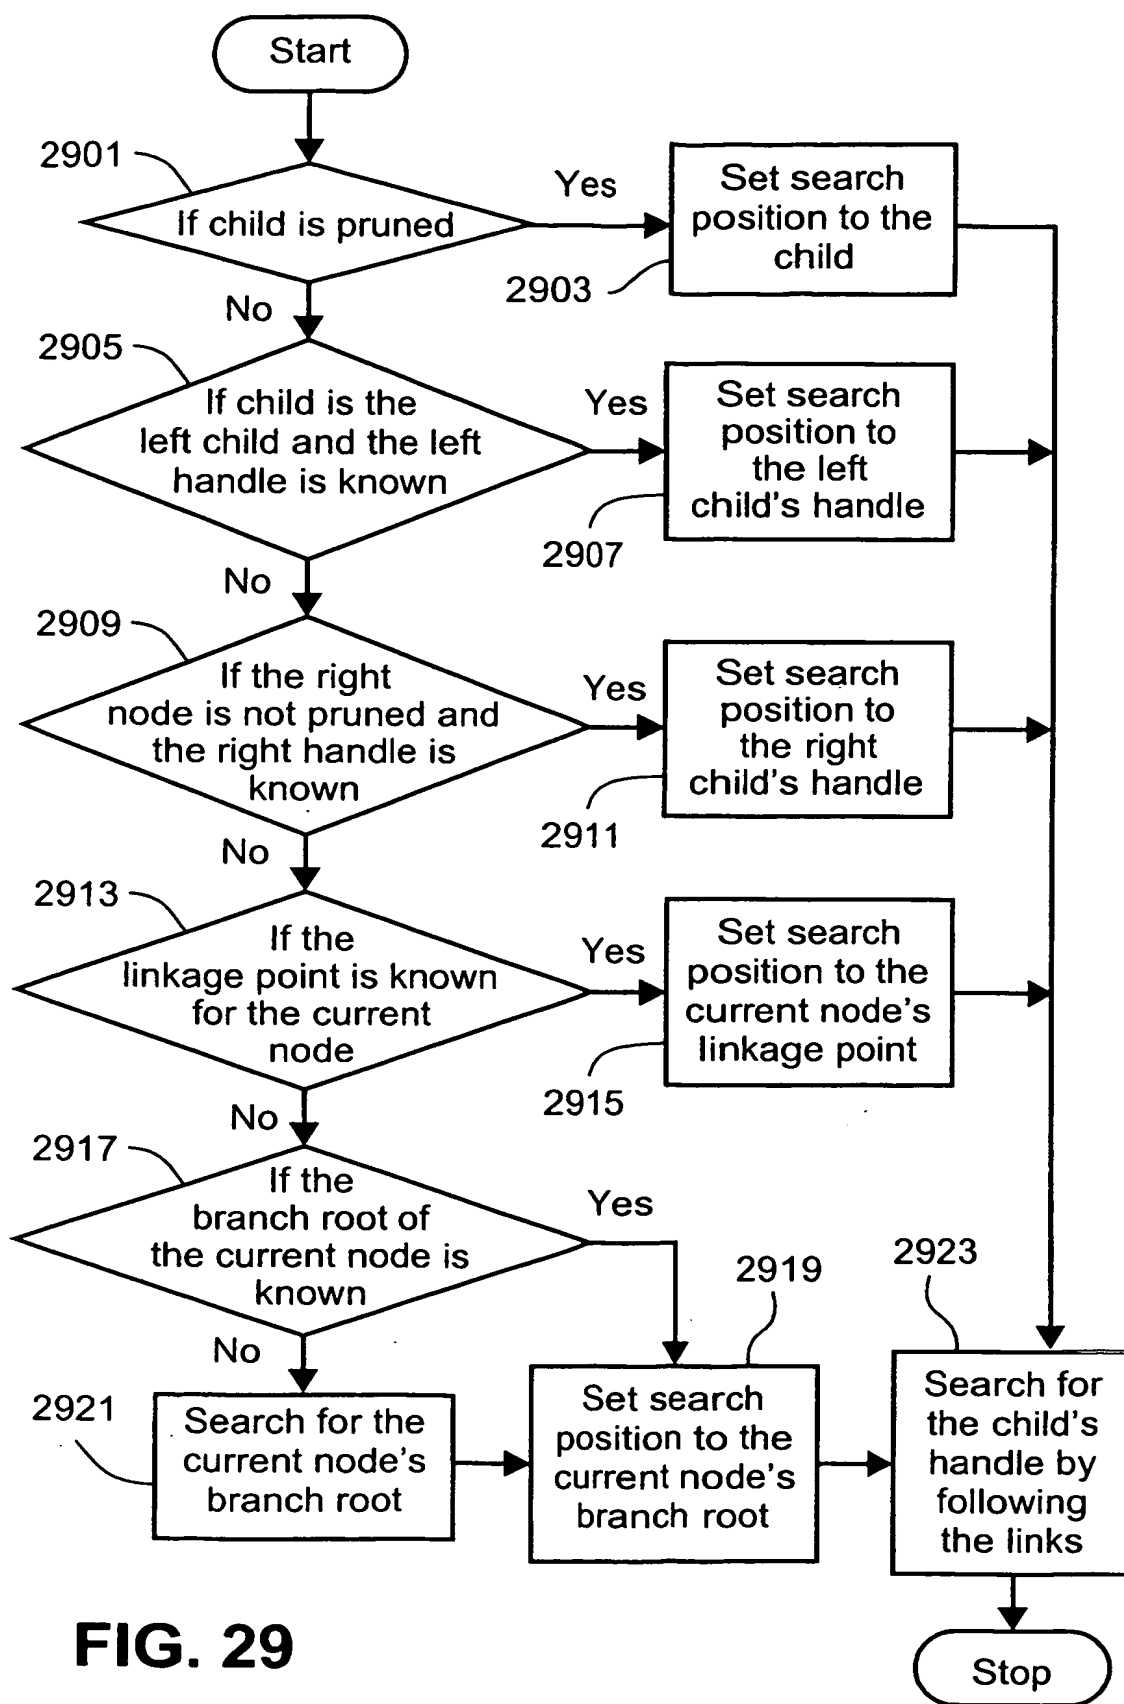 Start
2901
If child is pruned
Yes
Set search
position to the
child
2903
No
2905
If child is the
left child and the left
handle is known
Yes
Set search
position to
the left
child's handle
2907
No
2909
If the right
node is not pruned and
the right handle is
known
Yes
Set search
position to
the right
child's handle
2911
No
2913
If the
linkage point is known
for the current
node
Yes
Set search
position to the
current node's
linkage point
2915
No
2917
If the
branch root of
the current node is
known
Yes
2919
2923
No
2921
Search for the
current node's
branch root
Set search
position to the
current node's
branch root
Search for
the child's
handle by
following
the links
FIG. 29
Stop